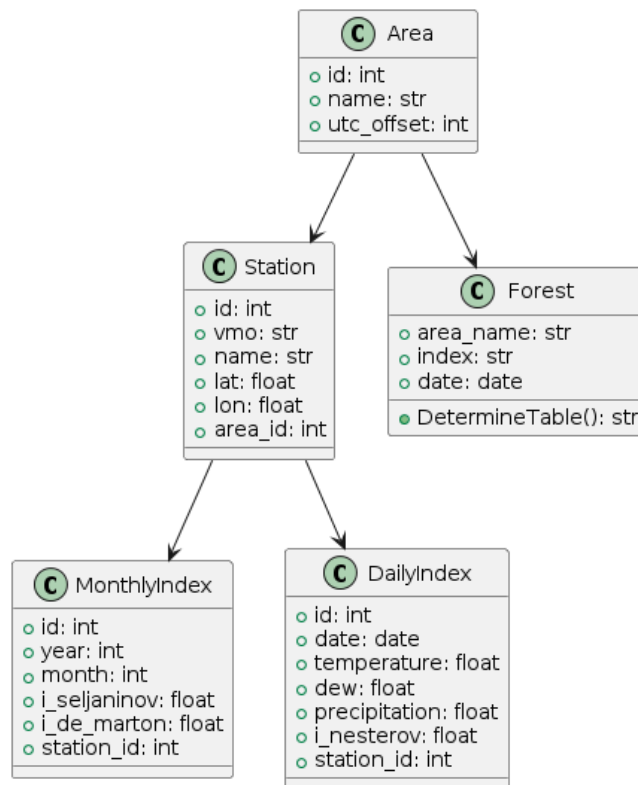 C Area
id: int
name: str
utc_offset: int
C Station
id: int
vmo: str
name: str
lat: float
lon: float
area_id: int
C Forest
area_name: str
index: str
date: date
DetermineTable(): str
C MonthlyIndex
id: int
year: int
month: int
i_seljaninov: float
i_de_marton: float
station_id: int
C DailyIndex
id: int
date: date
temperature: float
dew: float
precipitation: float
i_nesterov: float
station_id: int